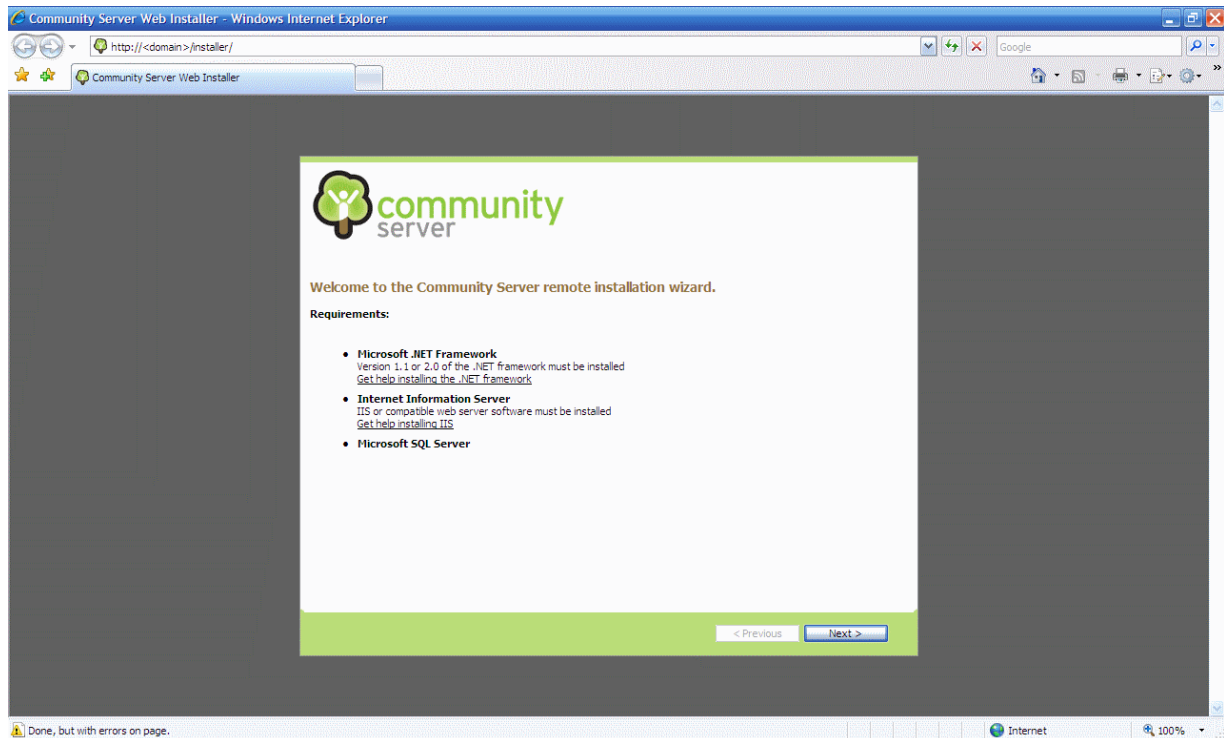 Community Server Web Installer - Windows Internet Explorer
http://<domain>/installer/
Google
Community Server Web Installer
community
server
Welcome to the Community Server remote installation wizard.
Requirements:
• Microsoft .NET Framework
Version 1.1 or 2.0 of the .NET framework must be installed
Get help installing the .NET framework
• Internet Information Server
IIS or compatible web server software must be installed
Get help installing IIS
• Microsoft SQL Server
< Previous
Next >
Done, but with errors on page.
Internet
100%